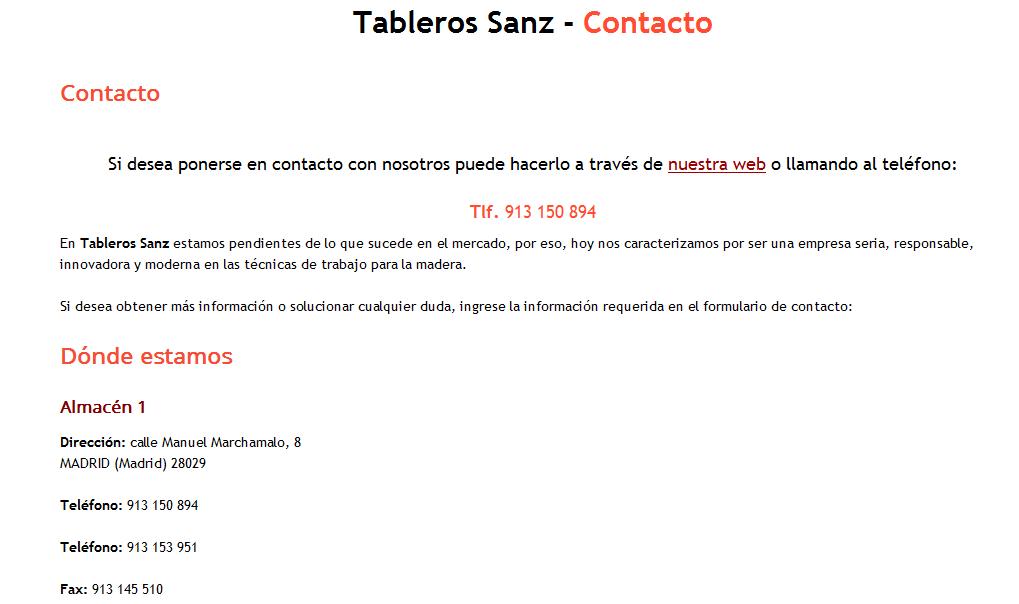 Tableros Sanz - Contacto
Contacto
Si desea ponerse en contacto con nosotros puede hacerlo a través de nuestra web o llamando al teléfono:
Tlf. 913 150 894
En Tableros Sanz estamos pendientes de lo que sucede en el mercado, por eso, hoy nos caracterizamos por ser una empresa seria, responsable,
innovadora y moderna en las técnicas de trabajo para la madera.
Si desea obtener más información o solucionar cualquier duda, ingrese la información requerida en el formulario de contacto:
Dónde estamos
Almacén 1
Dirección: calle Manuel Marchamalo, 8
MADRID (Madrid) 28029
Teléfono: 913 150 894
Teléfono: 913 153 951
Fax: 913 145 510